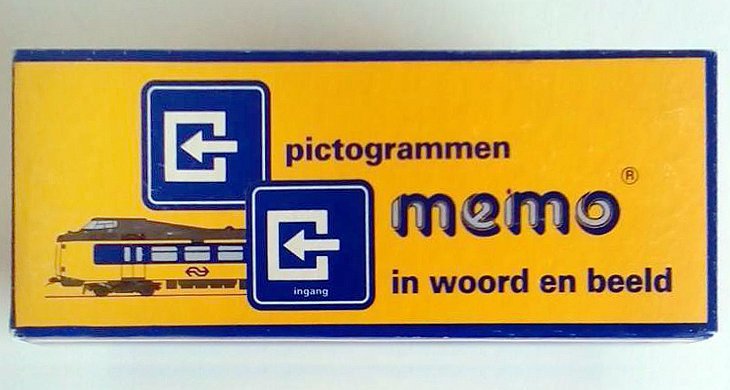 pictogrammen
memo®
in woord en beeld
ingang